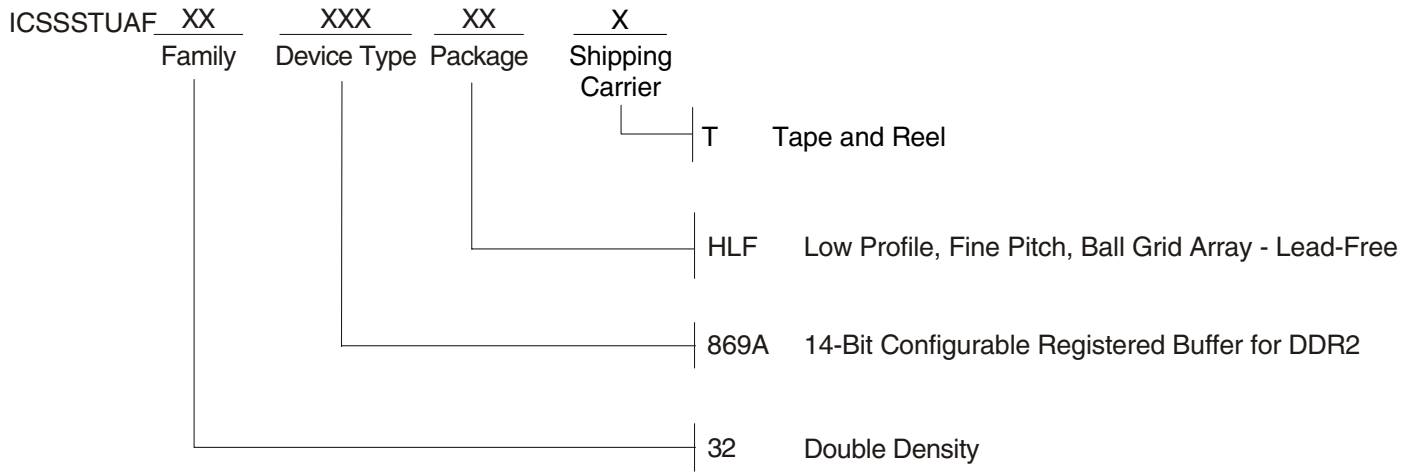 ICSSSTUAF XX XXX XX X
Family Device Type Package Shipping
Carrier
T Tape and Reel
HLF Low Profile, Fine Pitch, Ball Grid Array - Lead-Free
869A 14-Bit Configurable Registered Buffer for DDR2
32 Double Density